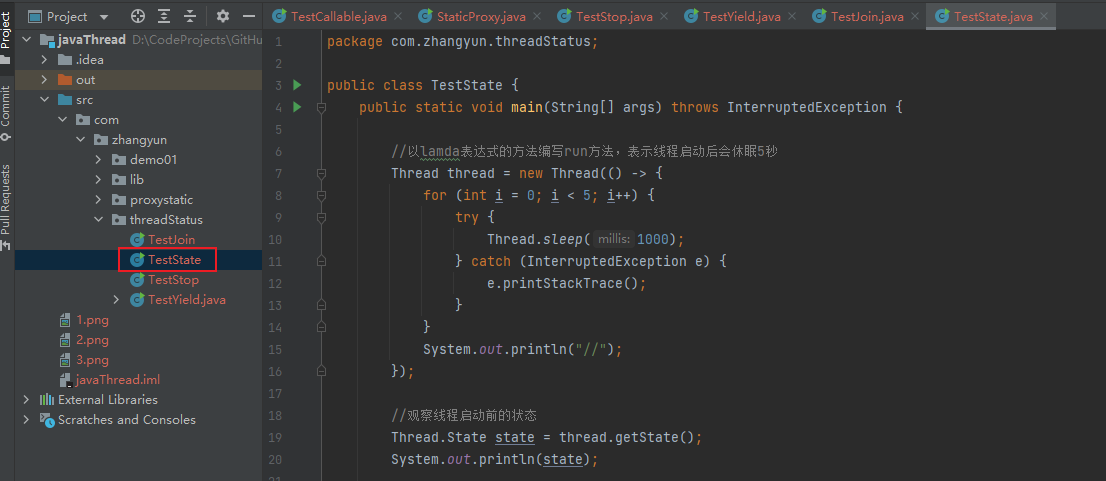 Project
TestCallable.java
StaticProxy.java
TestStop.java
TestYield.java
TestJoin.java
TestState.java
Project
Commit
Pull Requests
javaThread D:\CodeProjects\GitHu
.idea
out
src
com
zhangyun
demo01
lib
proxystatic
threadStatus
TestJoin
TestState
TestStop
TestYield.java
1.png
2.png
3.png
javaThread.iml
External Libraries
Scratches and Consoles
1 package com.zhangyun.threadStatus;
2
3 public class TestState {
4 public static void main(String[] args) throws InterruptedException {
5
6 //以lamda表达式的方法编写run方法，表示线程启动后会休眠5秒
7 Thread thread = new Thread(() -> {
8 for (int i = 0; i < 5; i++) {
9 try {
10 Thread.sleep( millis: 1000);
11 } catch (InterruptedException e) {
12 e.printStackTrace();
13 }
14 }
15 System.out.println("//");
16 });
17
18 //观察线程启动前的状态
19 Thread.State state = thread.getState();
20 System.out.println(state);